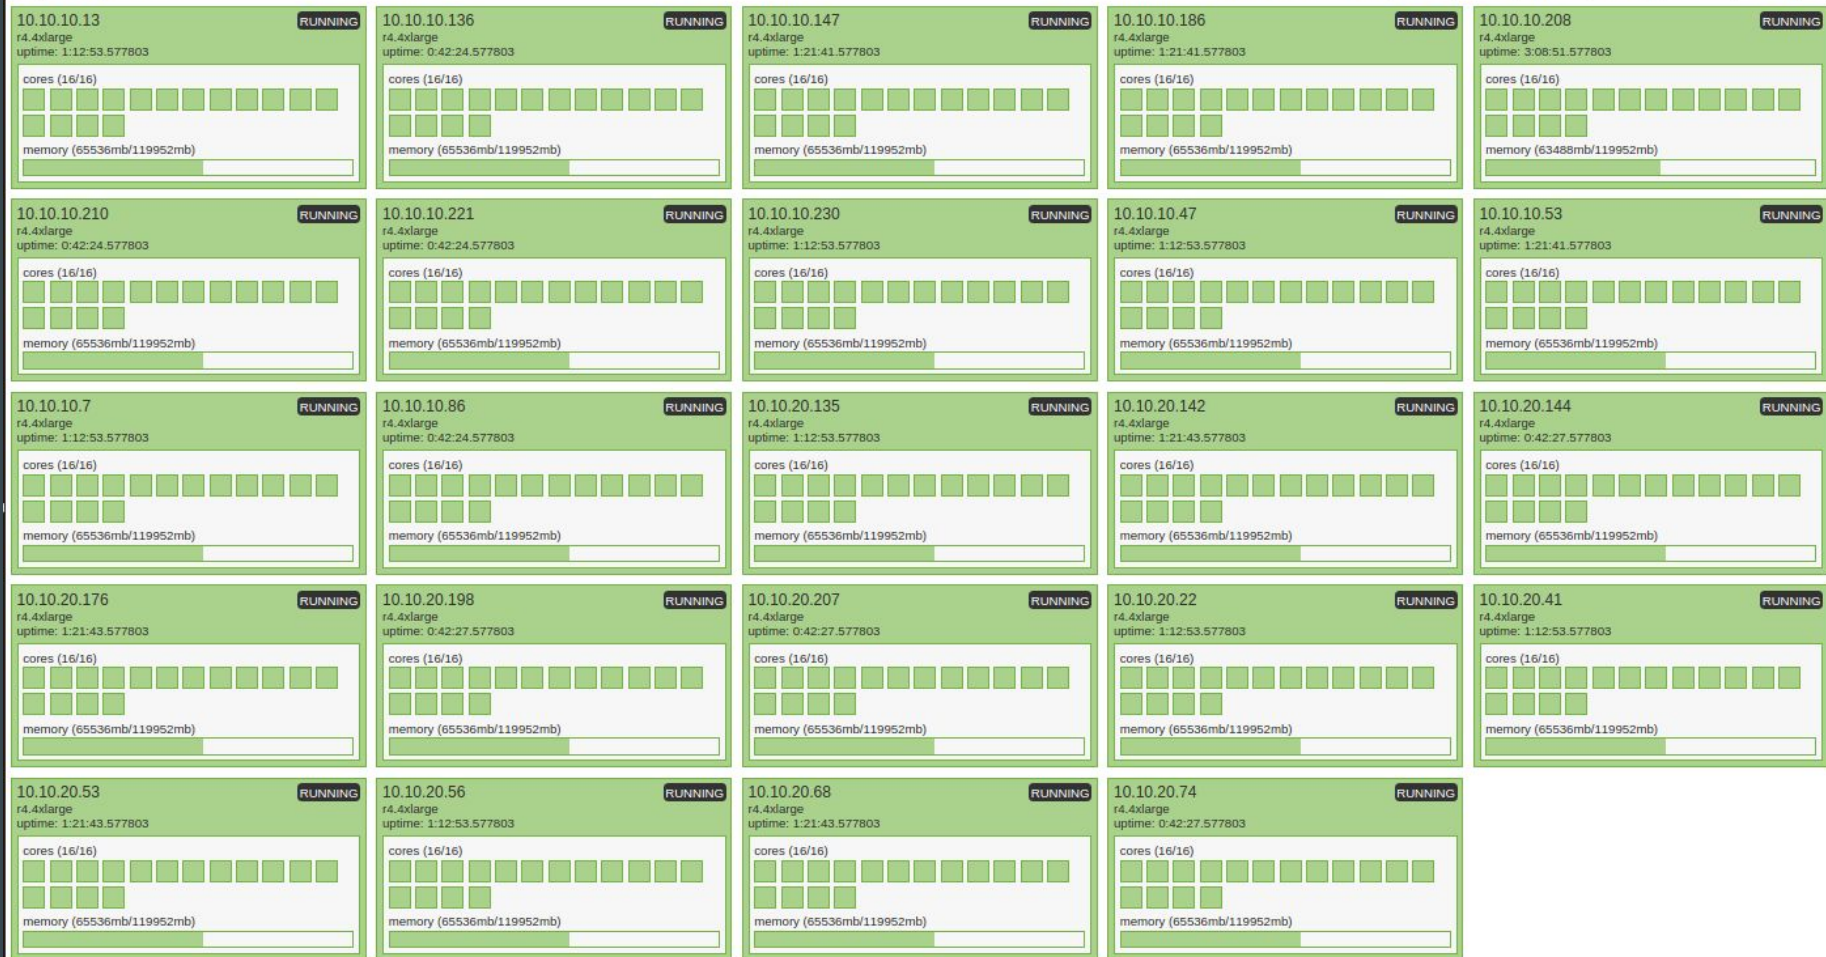 10.10.10.13 RUNNING
r4.4xlarge
uptime: 1:12:53.577803
cores (16/16)
memory (65536mb/119952mb)
10.10.10.136 RUNNING
r4.4xlarge
uptime: 0:42:24.577803
cores (16/16)
memory (65536mb/119952mb)
10.10.10.147 RUNNING
r4.4xlarge
uptime: 1:21:41.577803
cores (16/16)
memory (65536mb/119952mb)
10.10.10.186 RUNNING
r4.4xlarge
uptime: 1:21:41.577803
cores (16/16)
memory (65536mb/119952mb)
10.10.10.208 RUNNING
r4.4xlarge
uptime: 3:08:51.577803
cores (16/16)
memory (63488mb/119952mb)
10.10.10.210 RUNNING
r4.4xlarge
uptime: 0:42:24.577803
cores (16/16)
memory (65536mb/119952mb)
10.10.10.221 RUNNING
r4.4xlarge
uptime: 0:42:24.577803
cores (16/16)
memory (65536mb/119952mb)
10.10.10.230 RUNNING
r4.4xlarge
uptime: 1:12:53.577803
cores (16/16)
memory (65536mb/119952mb)
10.10.10.47 RUNNING
r4.4xlarge
uptime: 1:12:53.577803
cores (16/16)
memory (65536mb/119952mb)
10.10.10.53 RUNNING
r4.4xlarge
uptime: 1:21:41.577803
cores (16/16)
memory (65536mb/119952mb)
10.10.10.7 RUNNING
r4.4xlarge
uptime: 1:12:53.577803
cores (16/16)
memory (65536mb/119952mb)
10.10.10.86 RUNNING
r4.4xlarge
uptime: 0:42:24.577803
cores (16/16)
memory (65536mb/119952mb)
10.10.20.135 RUNNING
r4.4xlarge
uptime: 1:12:53.577803
cores (16/16)
memory (65536mb/119952mb)
10.10.20.142 RUNNING
r4.4xlarge
uptime: 1:21:43.577803
cores (16/16)
memory (65536mb/119952mb)
10.10.20.144 RUNNING
r4.4xlarge
uptime: 0:42:27.577803
cores (16/16)
memory (65536mb/119952mb)
10.10.20.176 RUNNING
r4.4xlarge
uptime: 1:21:43.577803
cores (16/16)
memory (65536mb/119952mb)
10.10.20.198 RUNNING
r4.4xlarge
uptime: 0:42:27.577803
cores (16/16)
memory (65536mb/119952mb)
10.10.20.207 RUNNING
r4.4xlarge
uptime: 0:42:27.577803
cores (16/16)
memory (65536mb/119952mb)
10.10.20.22 RUNNING
r4.4xlarge
uptime: 1:12:53.577803
cores (16/16)
memory (65536mb/119952mb)
10.10.20.41 RUNNING
r4.4xlarge
uptime: 1:12:53.577803
cores (16/16)
memory (65536mb/119952mb)
10.10.20.53 RUNNING
r4.4xlarge
uptime: 1:21:43.577803
cores (16/16)
memory (65536mb/119952mb)
10.10.20.56 RUNNING
r4.4xlarge
uptime: 1:12:53.577803
cores (16/16)
memory (65536mb/119952mb)
10.10.20.68 RUNNING
r4.4xlarge
uptime: 1:21:43.577803
cores (16/16)
memory (65536mb/119952mb)
10.10.20.74 RUNNING
r4.4xlarge
uptime: 0:42:27.577803
cores (16/16)
memory (65536mb/119952mb)